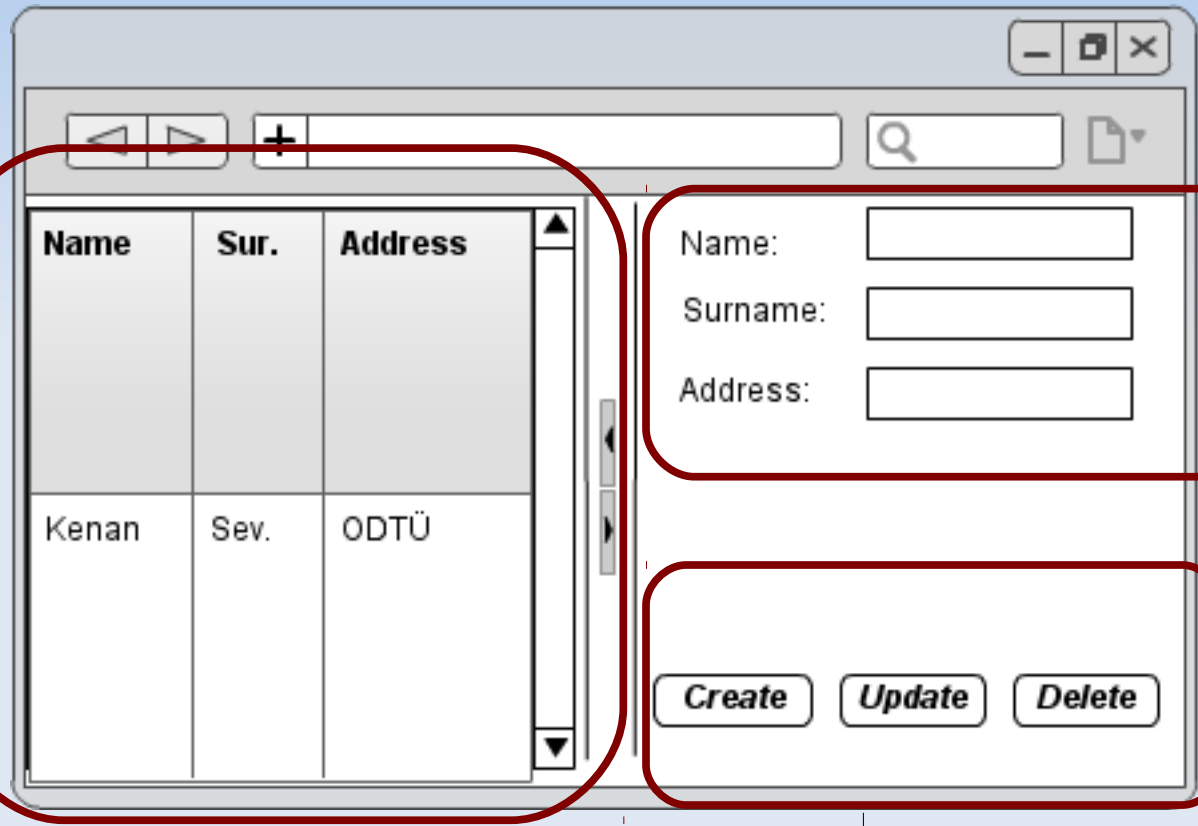 Name Sur. Address
Kenan Sev. ODTÜ
Name:
Surname:
Address:
Create Update Delete